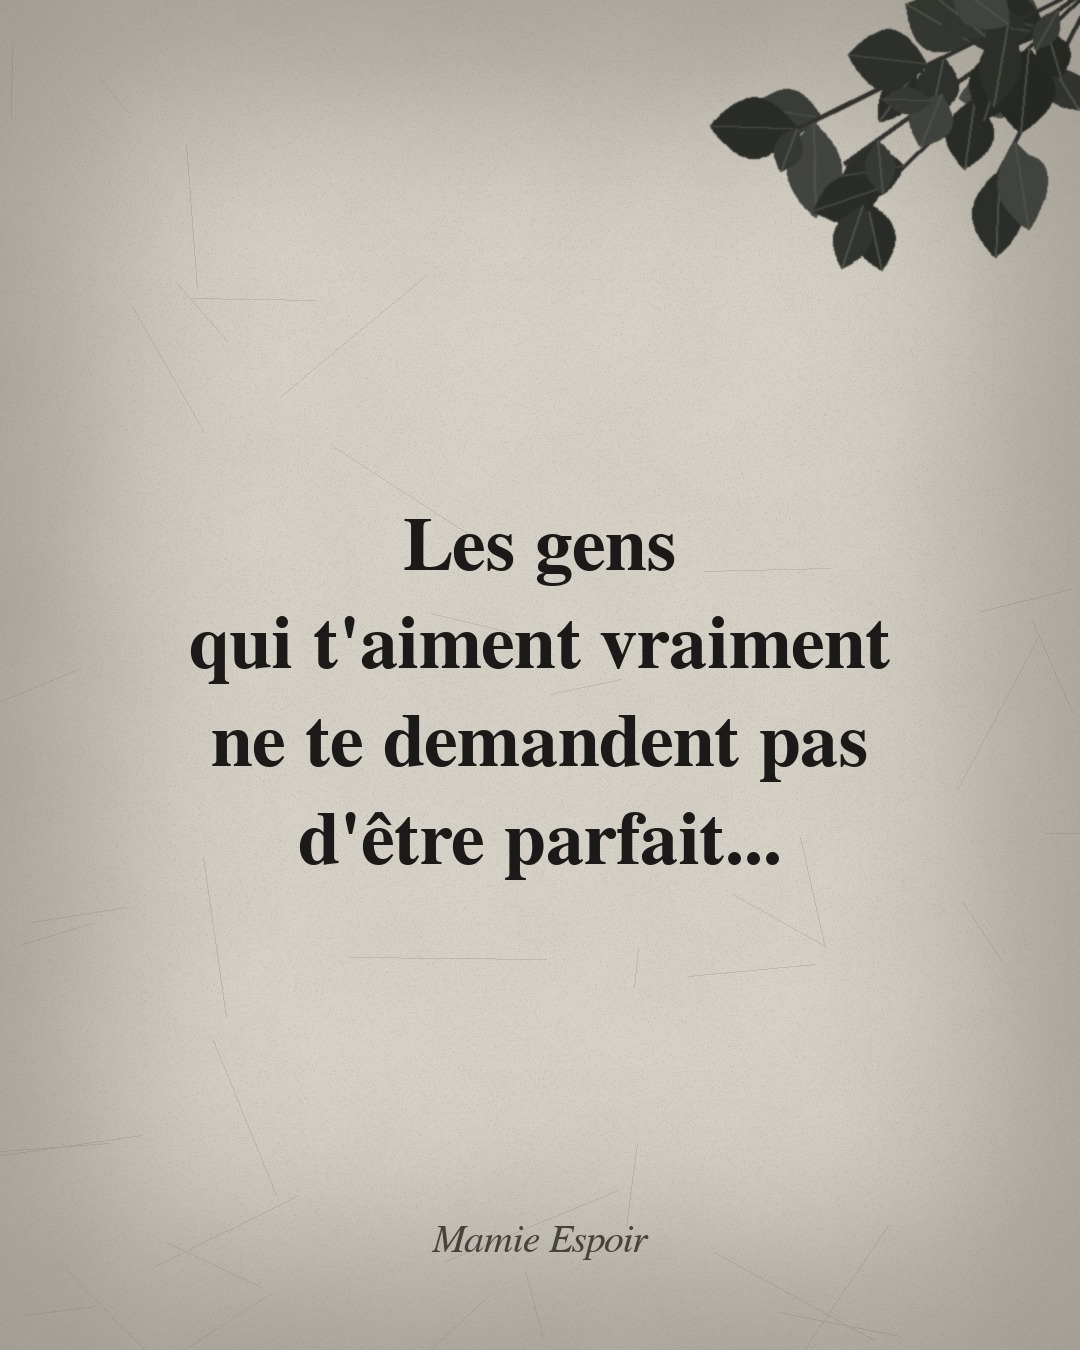 Les gens
qui t'aiment vraiment
ne te demandent pas
d'être parfait...
Mamie Espoir